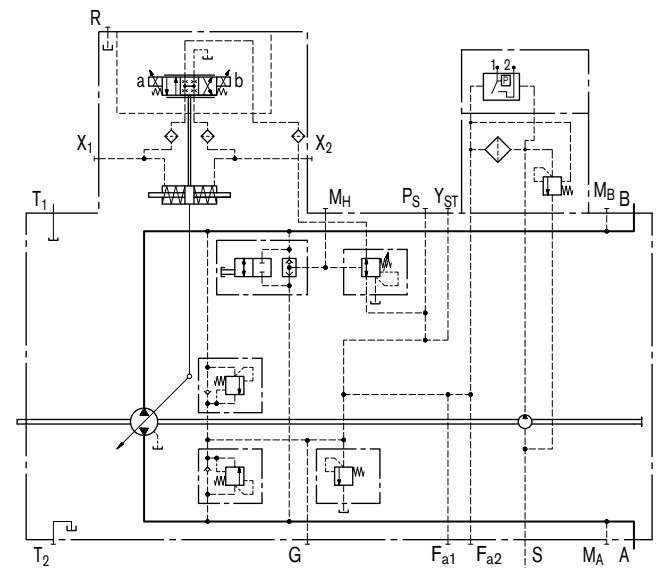 R
1 2
P
a b
X1 X2
T1 MH PS YST MB B
T2 G Fa1 Fa2 S MA A